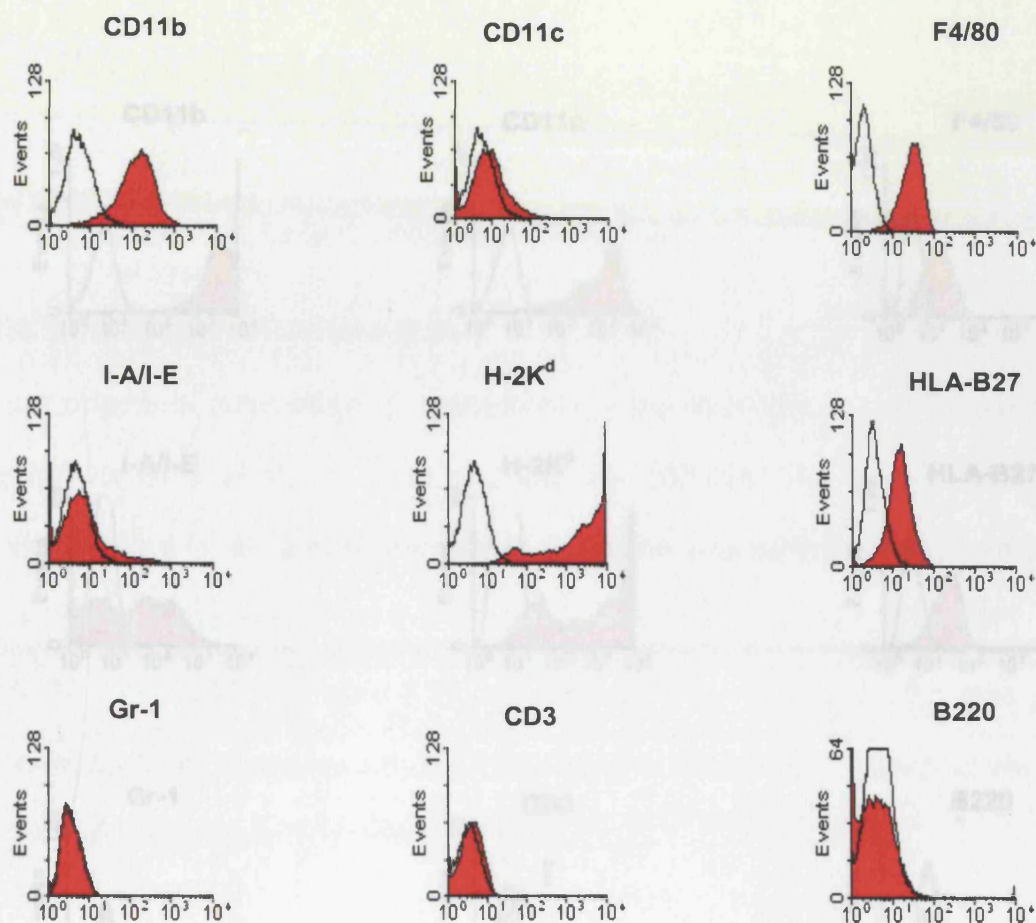 CD11b CD11c F4/80
128 128 128
Events Events Events
0 0 0
10⁰ 10¹ 10² 10³ 10⁴ 10⁰ 10¹ 10² 10³ 10⁴ 10⁰ 10¹ 10² 10³ 10⁴
I-A/I-E H-2Kᵈ HLA-B27
128 128 128
Events Events Events
0 0 0
10⁰ 10¹ 10² 10³ 10⁴ 10⁰ 10¹ 10² 10³ 10⁴ 10⁰ 10¹ 10² 10³ 10⁴
Gr-1 CD3 B220
128 128 64
Events Events Events
0 0 0
10⁰ 10¹ 10² 10³ 10⁴ 10⁰ 10¹ 10² 10³ 10⁴ 10⁰ 10¹ 10² 10³ 10⁴